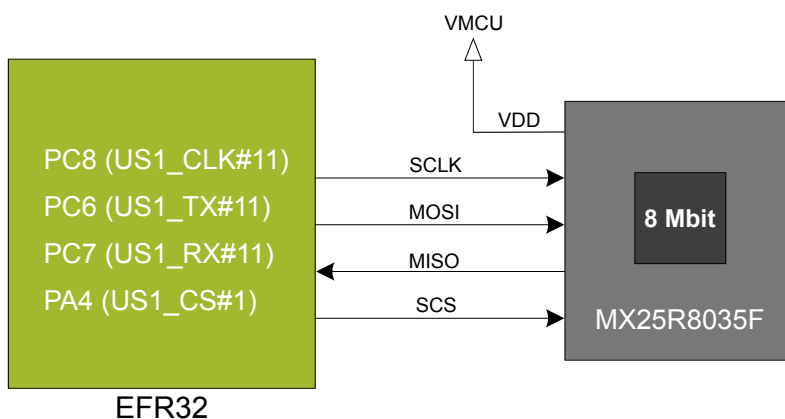 VMCU
VDD
PC8 (US1_CLK#11)
SCLK
PC6 (US1_TX#11)
MOSI
8 Mbit
PC7 (US1_RX#11)
MISO
PA4 (US1_CS#1)
SCS
MX25R8035F
EFR32